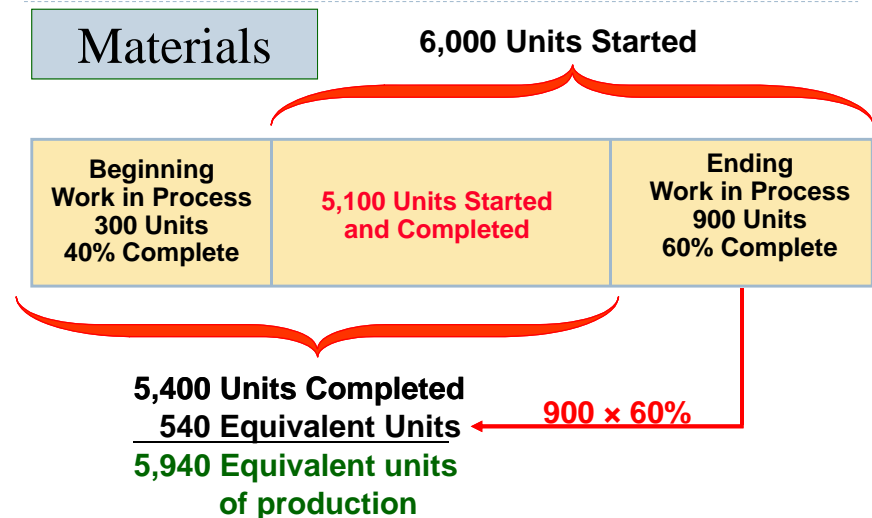 Materials
6,000 Units Started
Beginning
Work in Process
300 Units
40% Complete
5,100 Units Started
and Completed
Ending
Work in Process
900 Units
60% Complete
5,400 Units Completed
540 Equivalent Units
900 × 60%
5,940 Equivalent units
of production